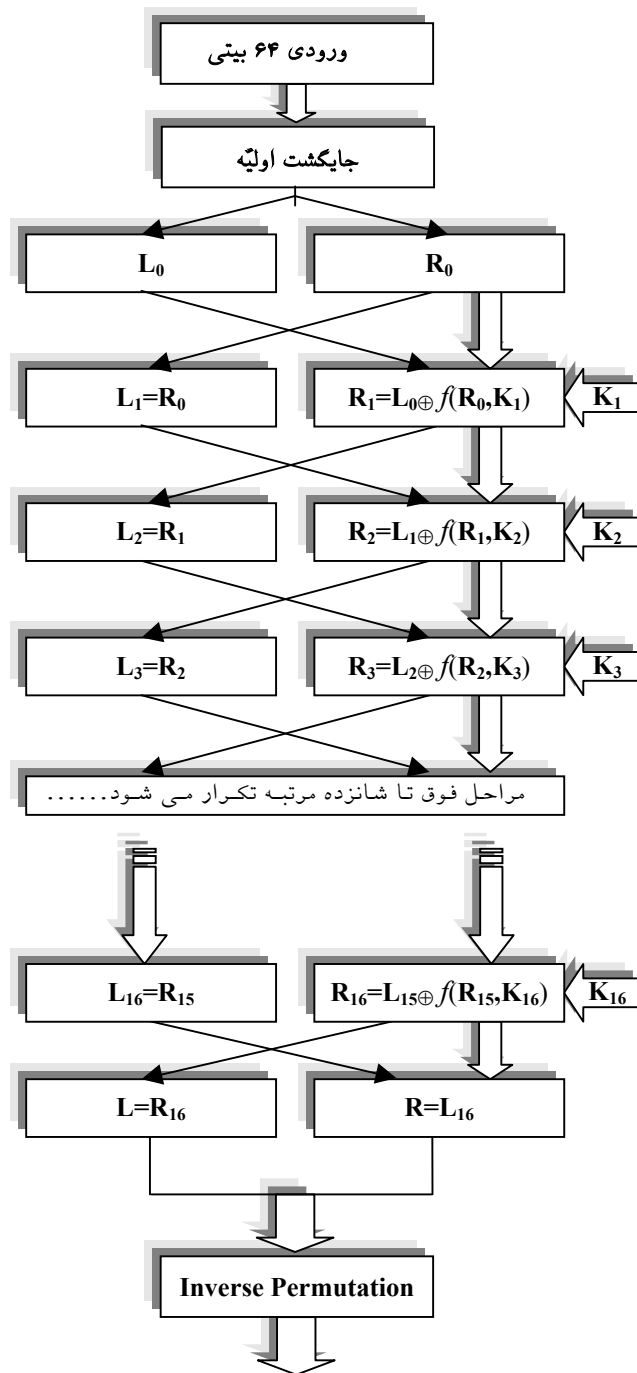 ورودی ۶۴ بیتی
جایگشت اولیّه
L₀
R₀
L₁=R₀
R₁=L₀⊕f(R₀,K₁)
K₁
L₂=R₁
R₂=L₁⊕f(R₁,K₂)
K₂
L₃=R₂
R₃=L₂⊕f(R₂,K₃)
K₃
مراحل فوق تا شانزده مرتبه تکرار می شود......
L₁₆=R₁₅
R₁₆=L₁₅⊕f(R₁₅,K₁₆)
K₁₆
L=R₁₆
R=L₁₆
Inverse Permutation